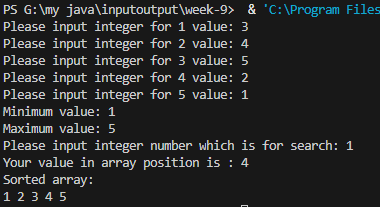 PS G:\my java\inputoutput\week-9>  & 'C:\Program Files
Please input integer for 1 value: 3
Please input integer for 2 value: 4
Please input integer for 3 value: 5
Please input integer for 4 value: 2
Please input integer for 5 value: 1
Minimum value: 1
Maximum value: 5
Please input integer number which is for search: 1
Your value in array position is : 4
Sorted array:
1 2 3 4 5